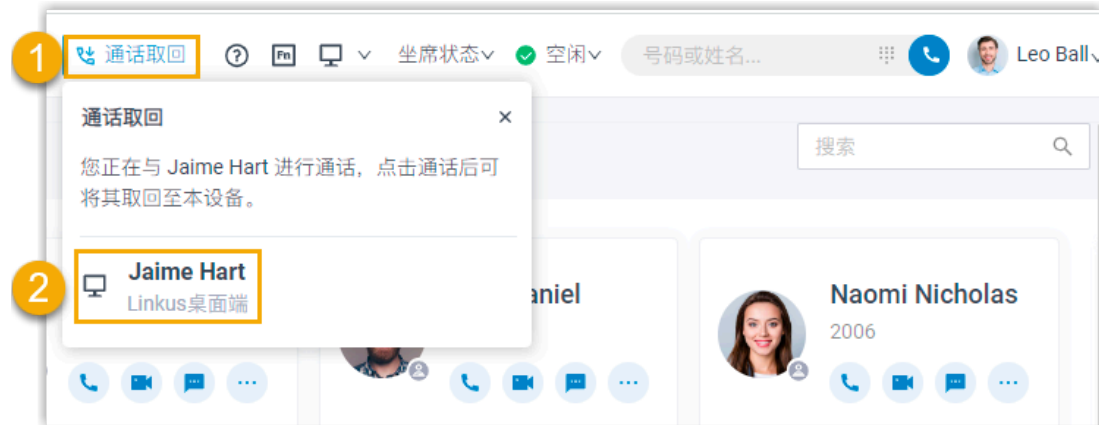 1
通话取回
Fn
坐席状态
空闲
号码或姓名...
Leo Ball
通话取回
您正在与 Jaime Hart 进行通话，点击通话后可
将其取回至本设备。
搜索
2
Jaime Hart
Linkus桌面端
aniel
Naomi Nicholas
2006